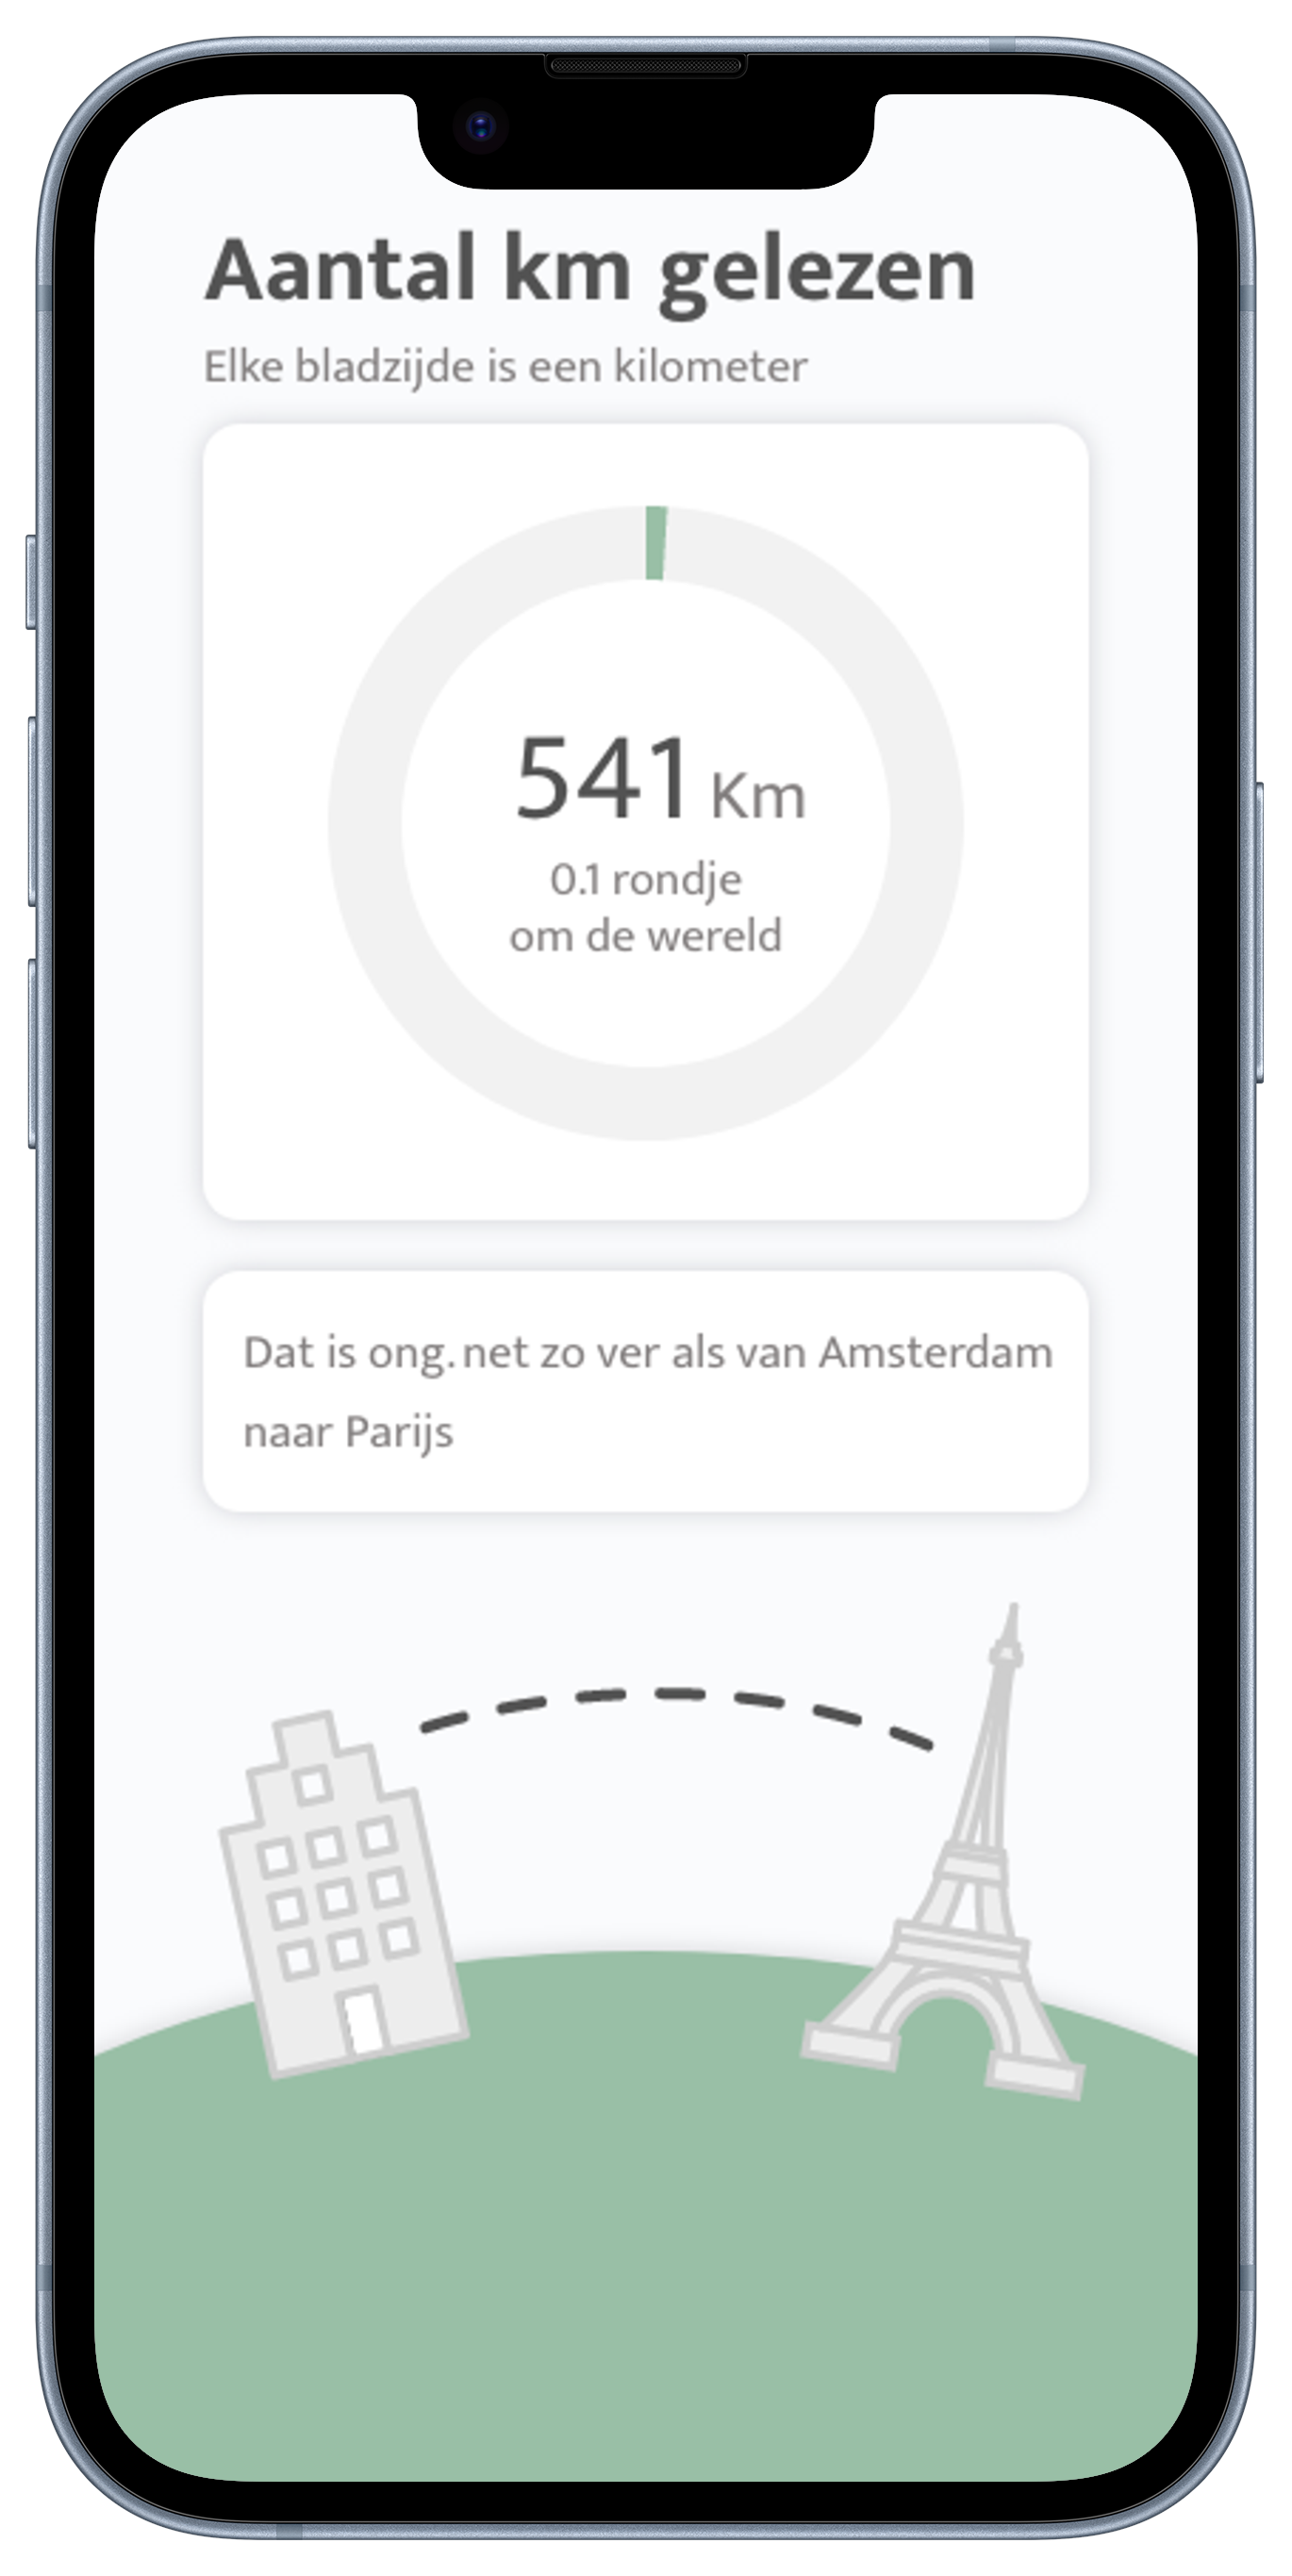 Aantal km gelezen
Elke bladzijde is een kilometer
541 Km
0.1 rondje
om de wereld
Dat is ong. net zo ver als van Amsterdam
naar Parijs